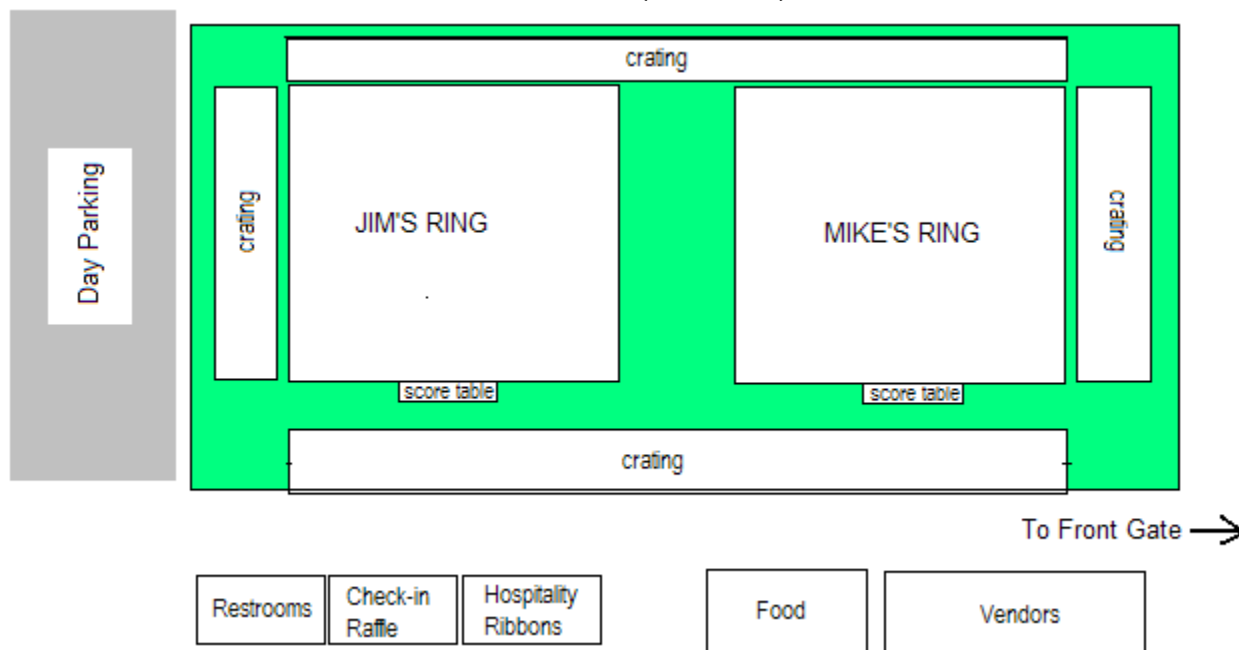 crating
Day Parking
crating
JIM'S RING
MIKE'S RING
crating
score table
score table
crating
To Front Gate
Restrooms
Check-in
Raffle
Hospitality
Ribbons
Food
Vendors